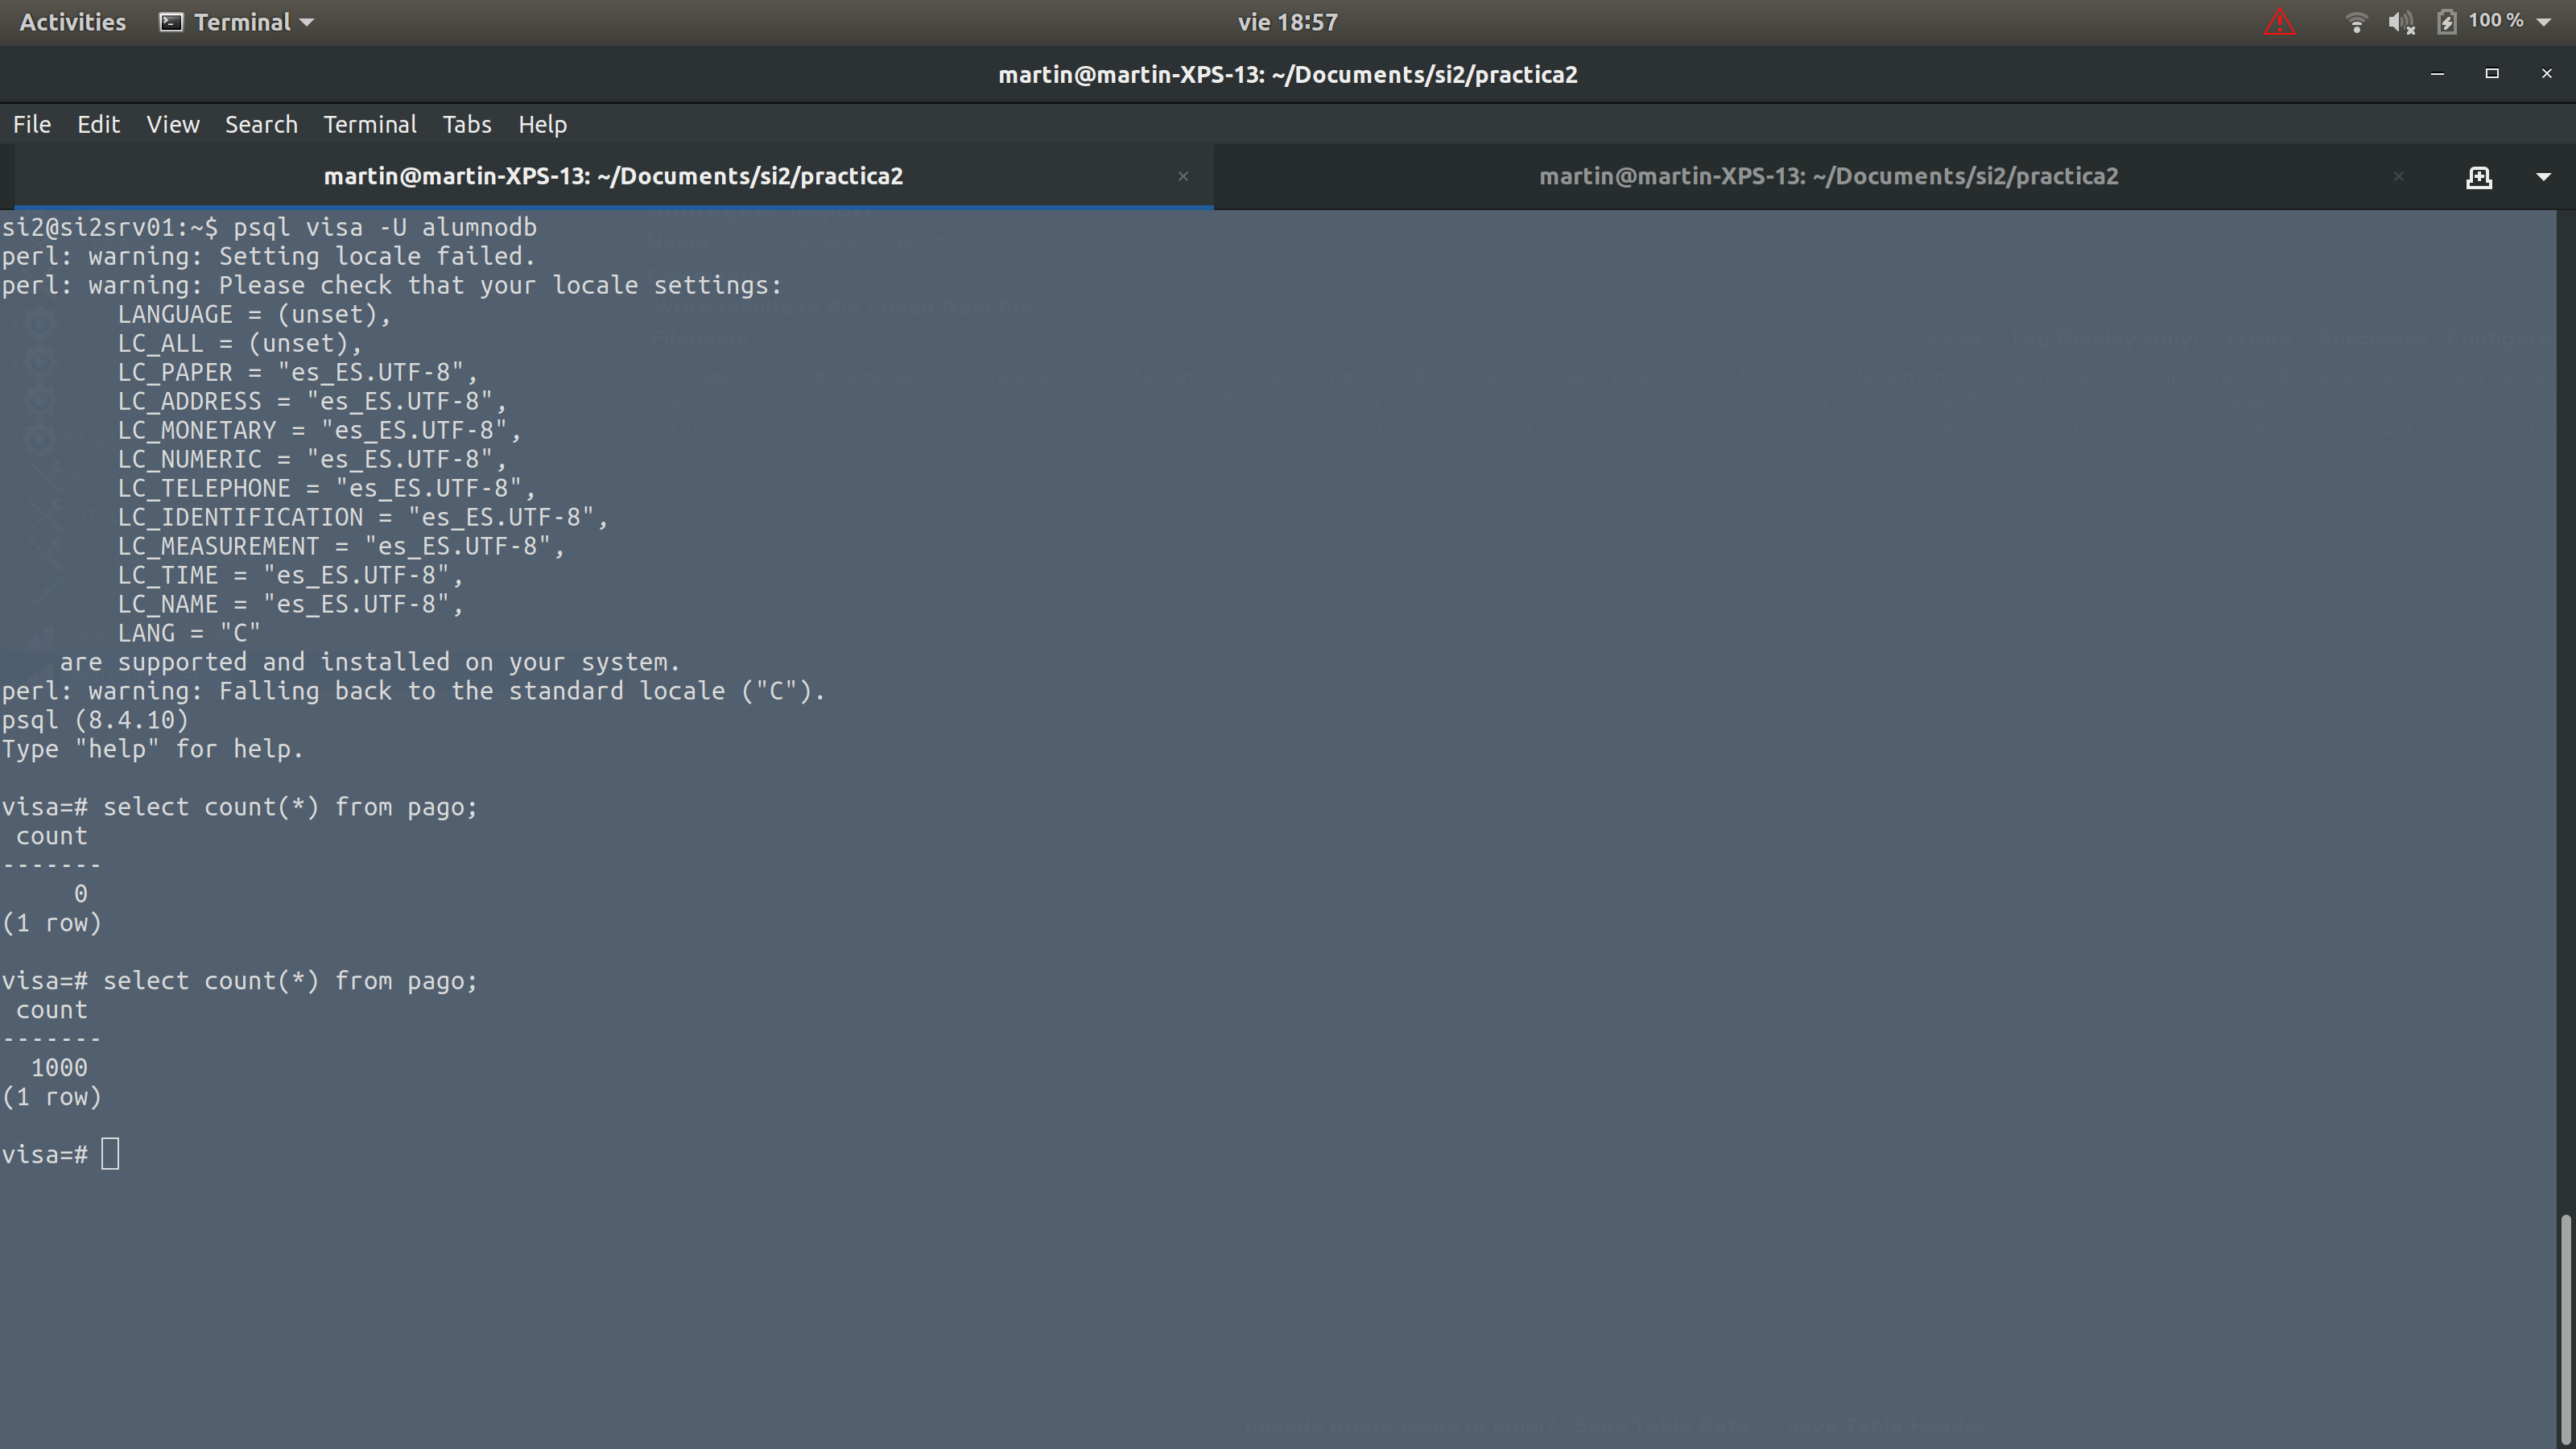 Activities Terminal vie 18:57 100 %
martin@martin-XPS-13: ~/Documents/si2/practica2
File Edit View Search Terminal Tabs Help
martin@martin-XPS-13: ~/Documents/si2/practica2 martin@martin-XPS-13: ~/Documents/si2/practica2
si2@si2srv01:~$ psql visa -U alumnodb
perl: warning: Setting locale failed.
perl: warning: Please check that your locale settings:
        LANGUAGE = (unset),
        LC_ALL = (unset),
        LC_PAPER = "es_ES.UTF-8",
        LC_ADDRESS = "es_ES.UTF-8",
        LC_MONETARY = "es_ES.UTF-8",
        LC_NUMERIC = "es_ES.UTF-8",
        LC_TELEPHONE = "es_ES.UTF-8",
        LC_IDENTIFICATION = "es_ES.UTF-8",
        LC_MEASUREMENT = "es_ES.UTF-8",
        LC_TIME = "es_ES.UTF-8",
        LC_NAME = "es_ES.UTF-8",
        LANG = "C"
    are supported and installed on your system.
perl: warning: Falling back to the standard locale ("C").
psql (8.4.10)
Type "help" for help.

visa=# select count(*) from pago;
 count
-------
     0
(1 row)

visa=# select count(*) from pago;
 count
-------
  1000
(1 row)

visa=#